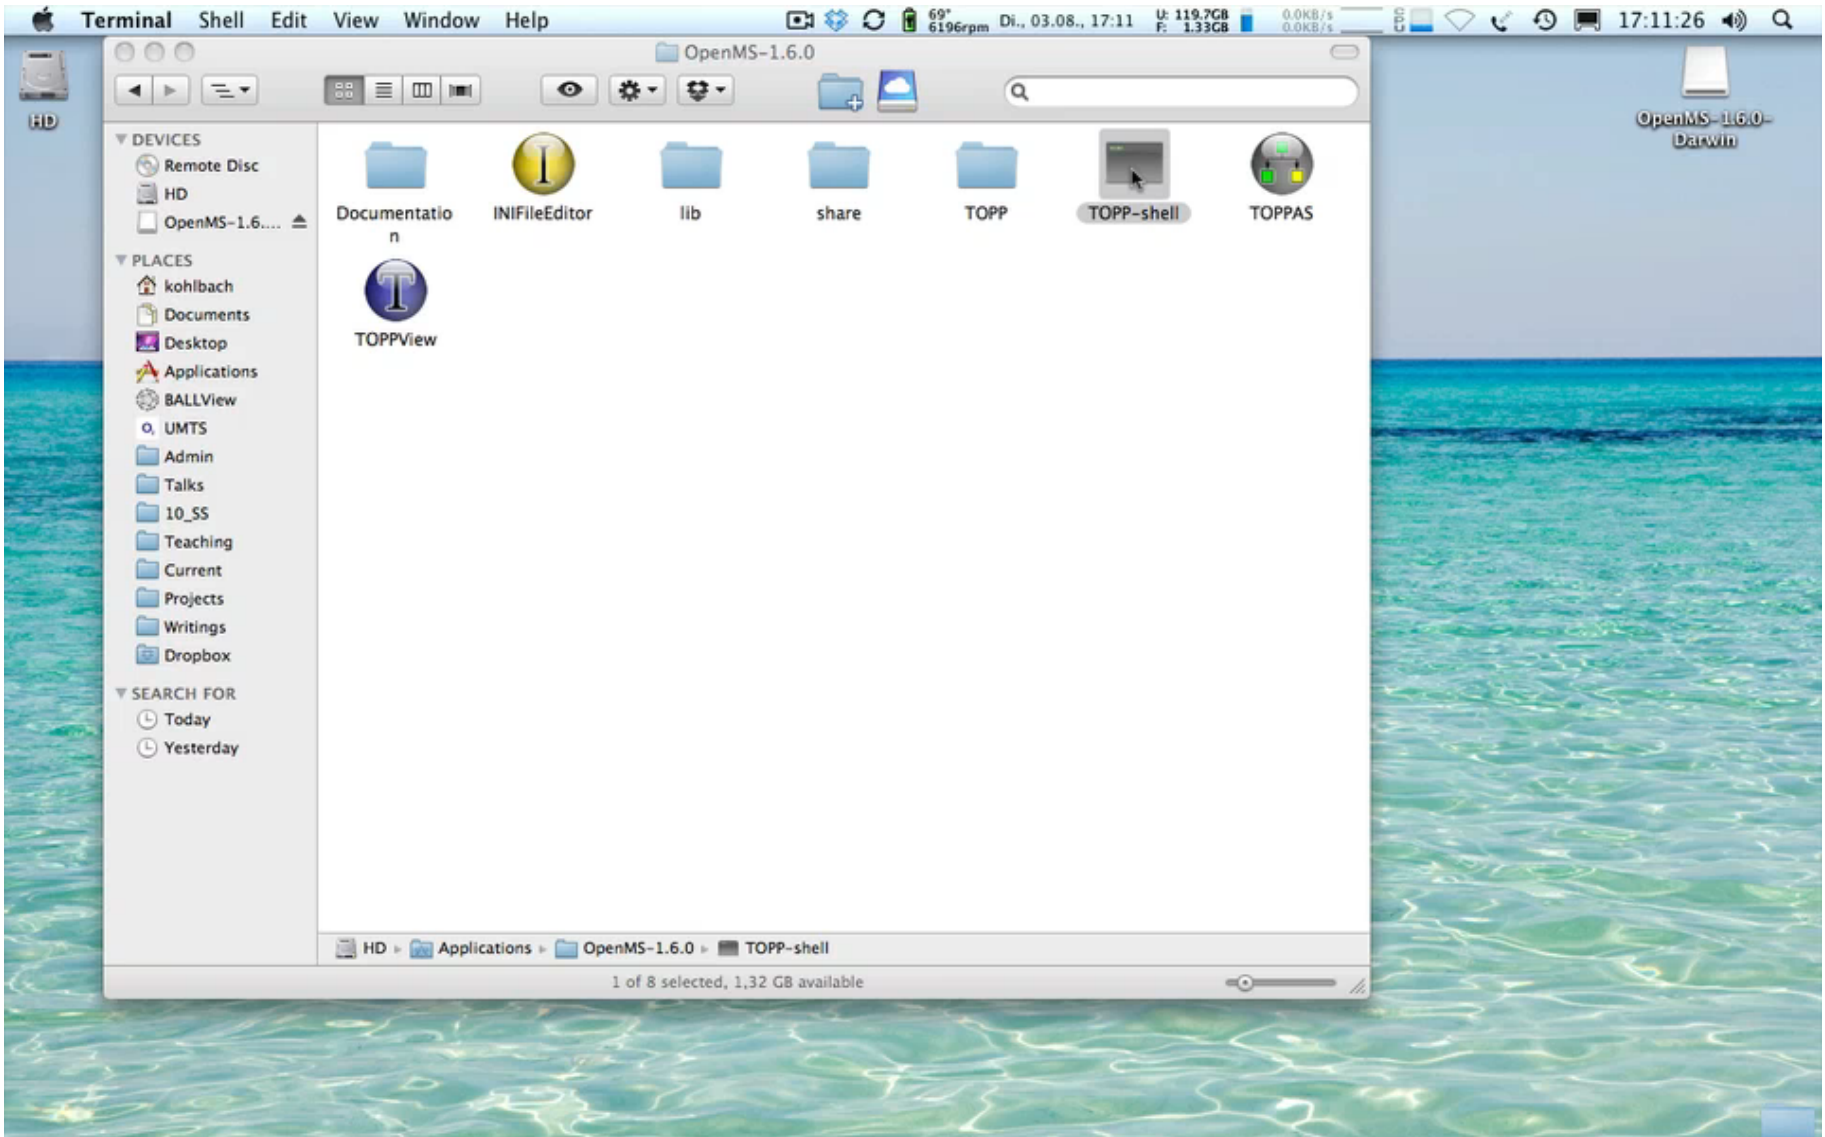 Terminal Shell Edit View Window Help 69° 6196rpm Di., 03.08., 17:11 U: 119.7GB F: 1.33GB 0.0KB/s 0.0KB/s CPU 17:11:26
OpenMS-1.6.0
HD
OpenMS-1.6.0-
Darwin
DEVICES
Remote Disc
HD
OpenMS-1.6....
PLACES
kohlbach
Documents
Desktop
Applications
BALLView
UMTS
Admin
Talks
10_SS
Teaching
Current
Projects
Writings
Dropbox
SEARCH FOR
Today
Yesterday
Documentatio
n
INIFileEditor
lib
share
TOPP
TOPP-shell
TOPPAS
TOPPView
HD Applications OpenMS-1.6.0 TOPP-shell
1 of 8 selected, 1,32 GB available